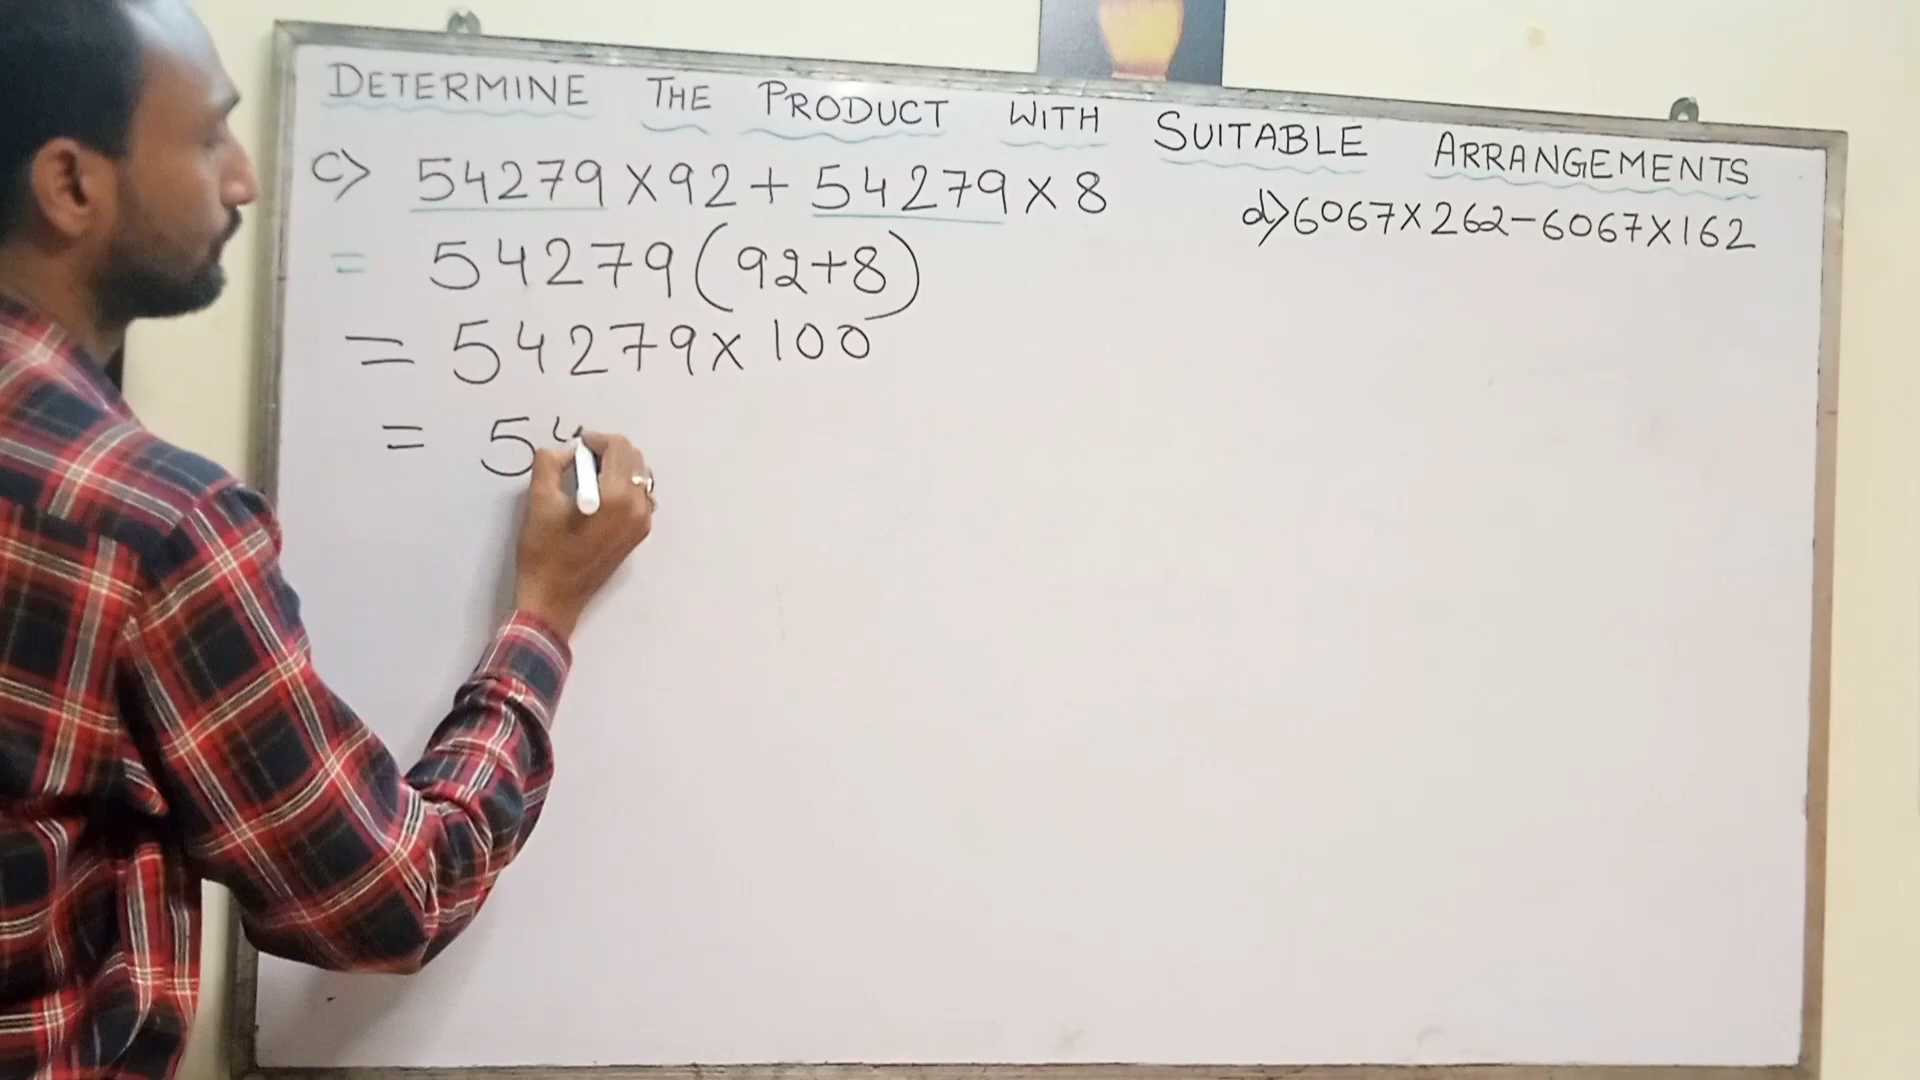 DETERMINE THE PRODUCT WITH SUITABLE ARRANGEMENTS
c> 54279 × 92 + 54279 × 8
= 54279 (92+8)
= 54279 × 100
= 54
d> 6067 × 262 - 6067 × 162